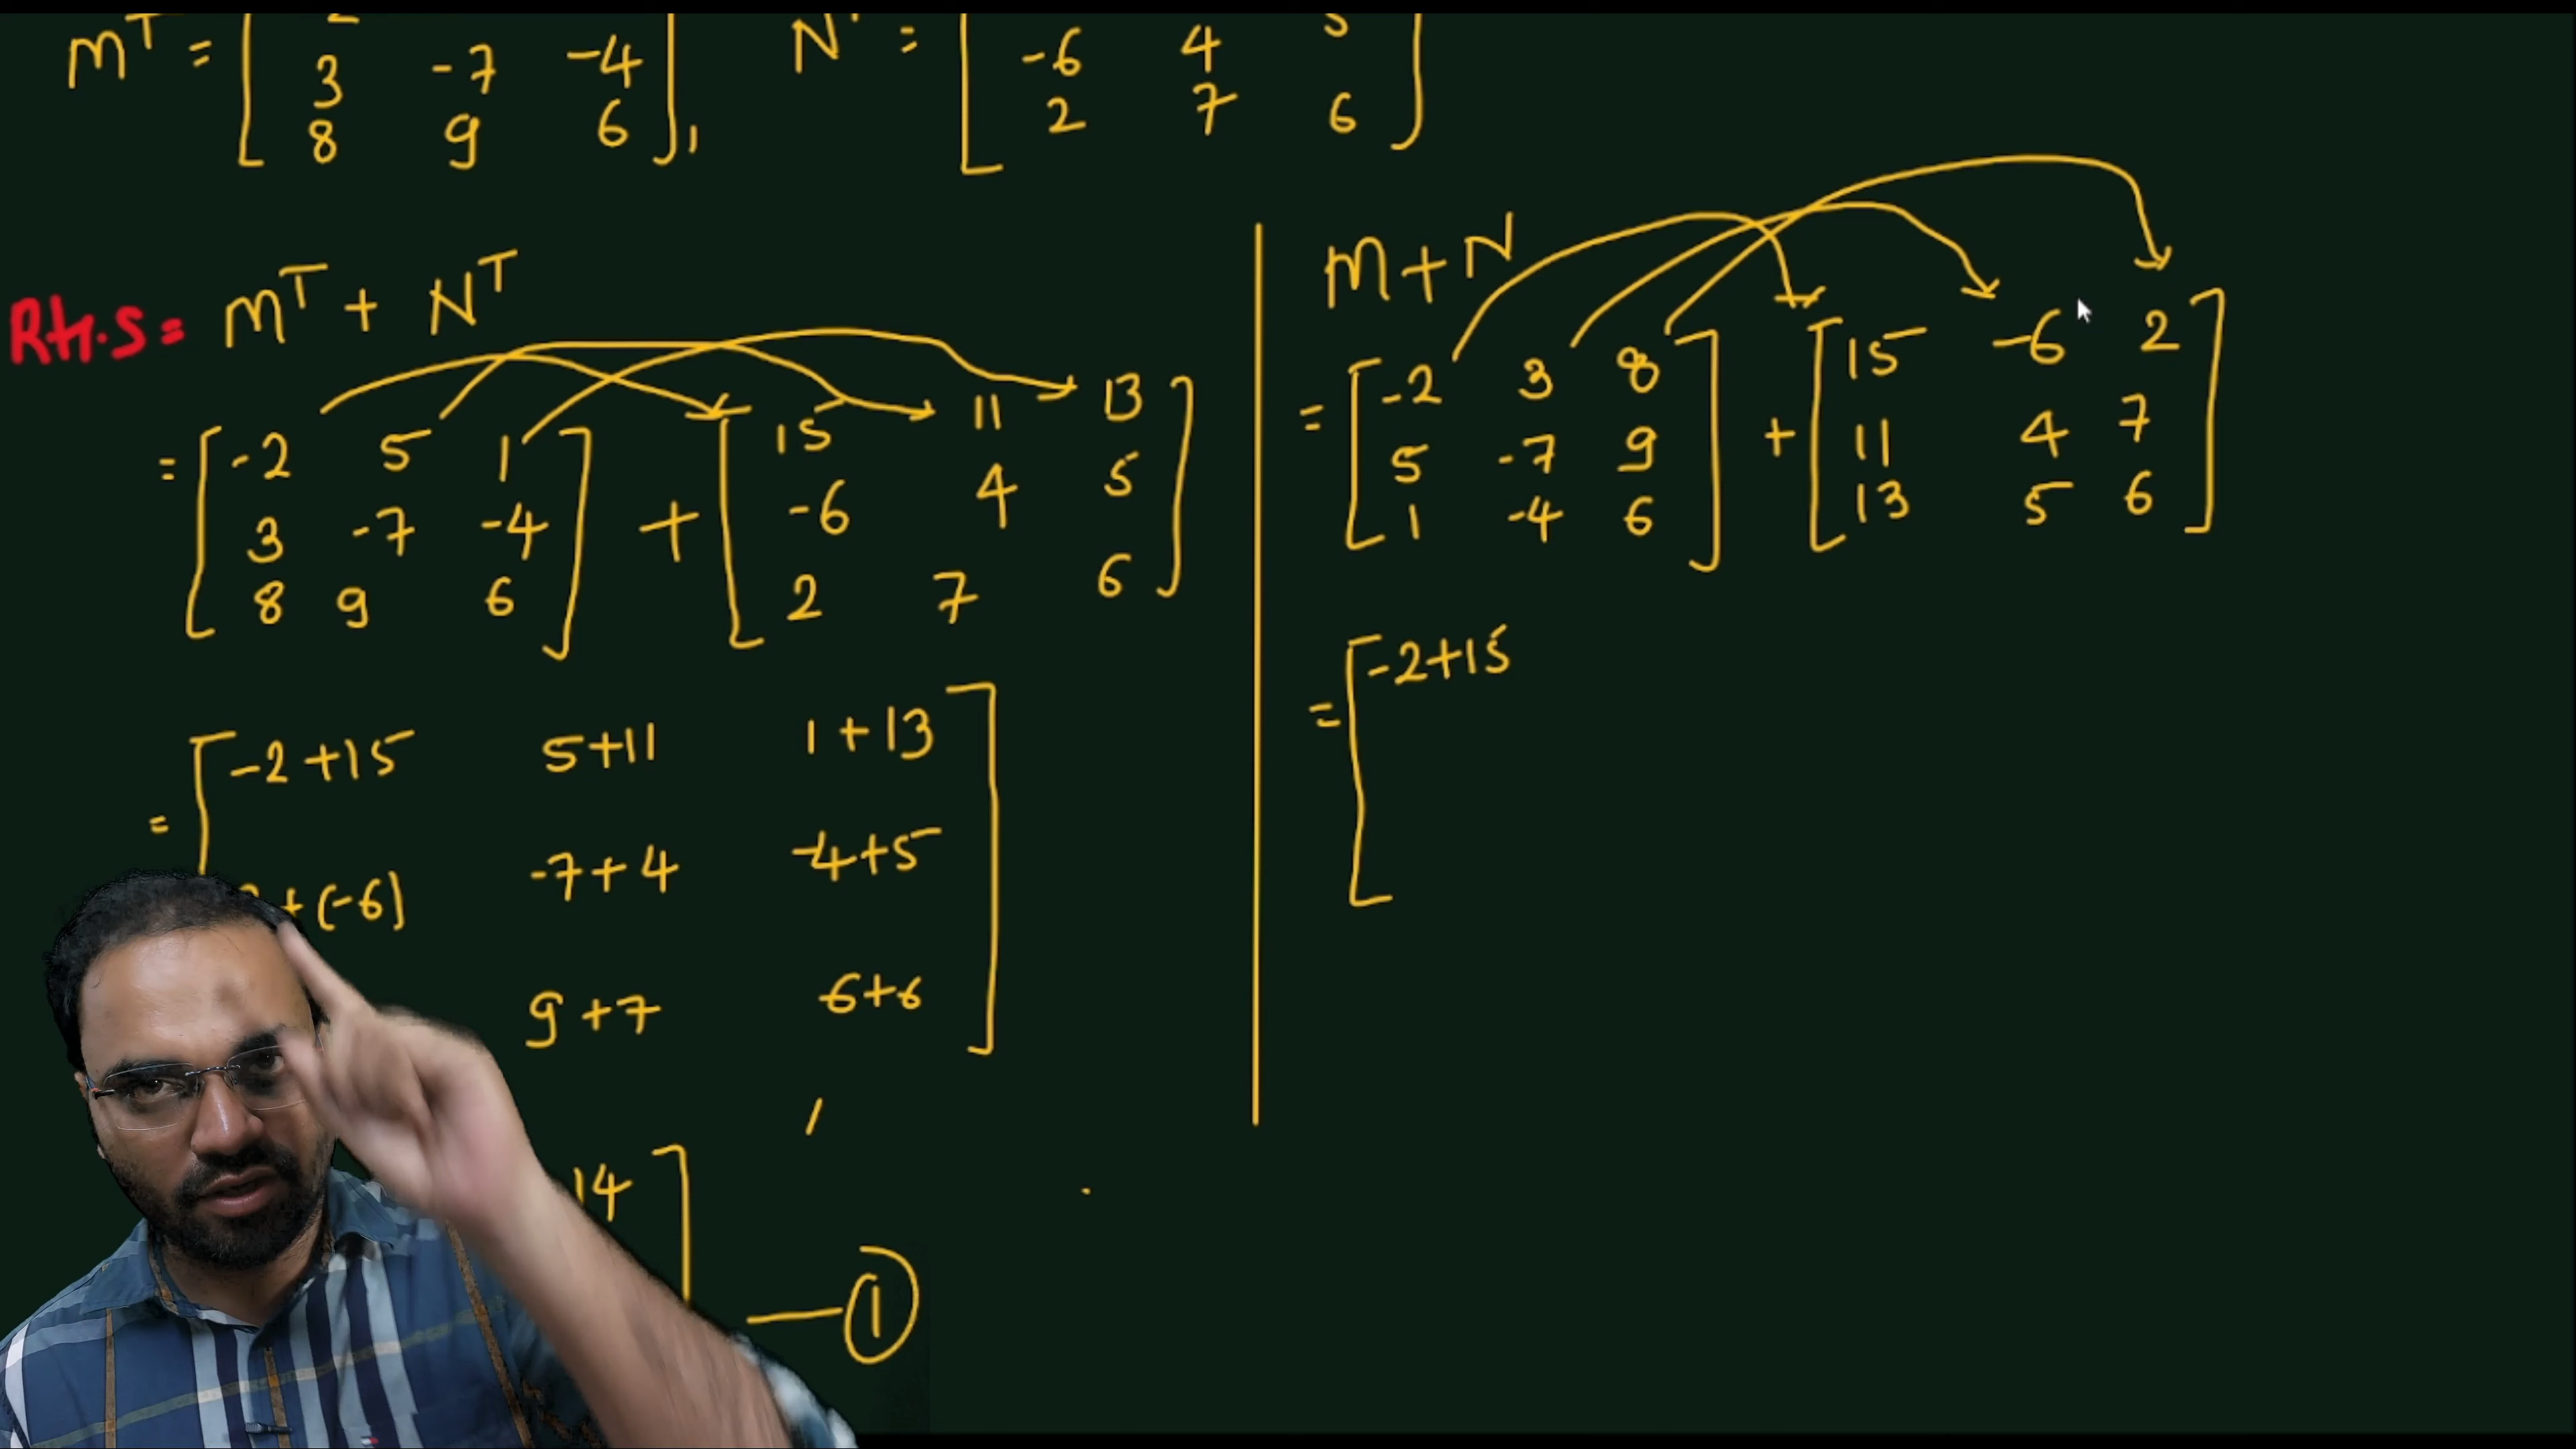 Mᵀ = [ 3 -7 -4
8 9 6 ],
Nᵀ = [ -6 4 5
2 7 6 ]
R.H.S = Mᵀ + Nᵀ
= [ -2 5 1 ] + [ 15 11 13 ]
3 -7 -4 -6 4 5
8 9 6 2 7 6
= [ -2+15 5+11 1+13 ]
+(-6) -7+4 -4+5
9+7 6+6
14 ] —①
M+N
= [ -2 3 8 ] + [ 15 -6 2 ]
5 -7 9 11 4 7
1 -4 6 13 5 6
= [ -2+15